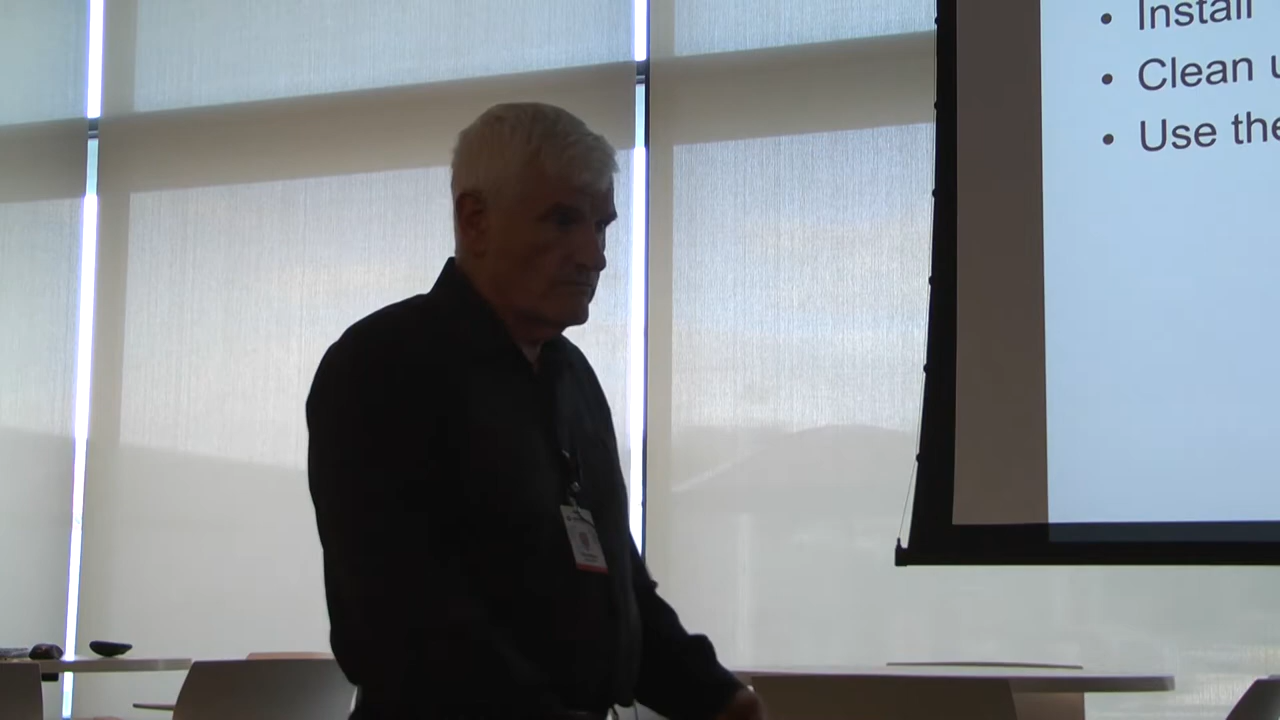 • Install
• Clean u
• Use the